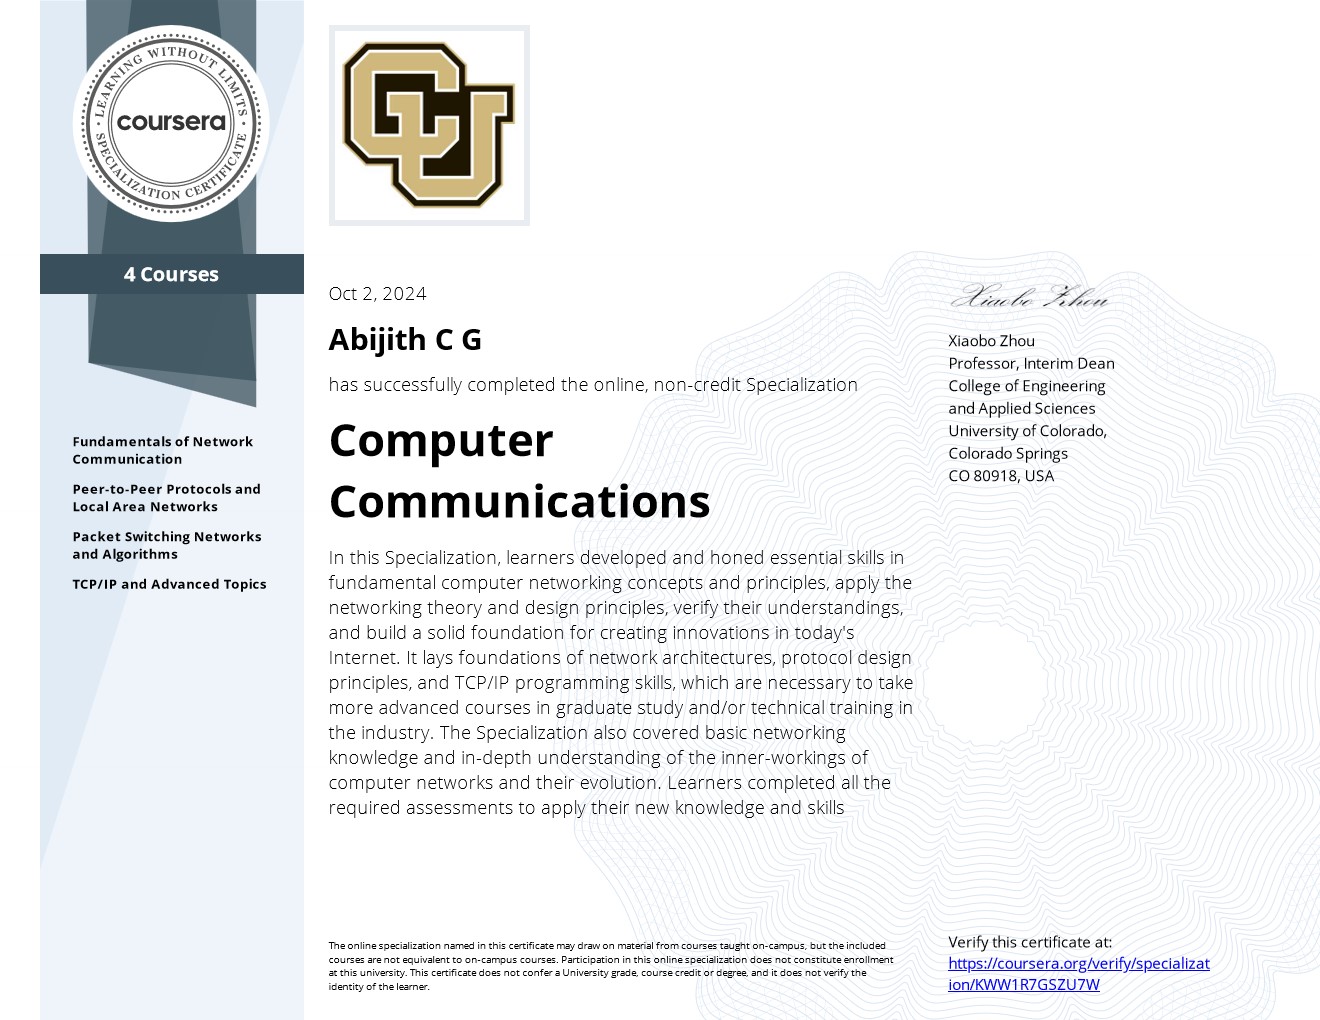 LEARNING WITHOUT LIMITS
coursera
SPECIALIZATION CERTIFICATE
4 Courses
Fundamentals of Network
Communication
Peer-to-Peer Protocols and
Local Area Networks
Packet Switching Networks
and Algorithms
TCP/IP and Advanced Topics
CU
Oct 2, 2024
Abijith C G
has successfully completed the online, non-credit Specialization
Computer
Communications
In this Specialization, learners developed and honed essential skills in
fundamental computer networking concepts and principles, apply the
networking theory and design principles, verify their understandings,
and build a solid foundation for creating innovations in today's
Internet. It lays foundations of network architectures, protocol design
principles, and TCP/IP programming skills, which are necessary to take
more advanced courses in graduate study and/or technical training in
the industry. The Specialization also covered basic networking
knowledge and in-depth understanding of the inner-workings of
computer networks and their evolution. Learners completed all the
required assessments to apply their new knowledge and skills
Xiaobo Zhou
Xiaobo Zhou
Professor, Interim Dean
College of Engineering
and Applied Sciences
University of Colorado,
Colorado Springs
CO 80918, USA
The online specialization named in this certificate may draw on material from courses taught on-campus, but the included
courses are not equivalent to on-campus courses. Participation in this online specialization does not constitute enrollment
at this university. This certificate does not confer a University grade, course credit or degree, and it does not verify the
identity of the learner.
Verify this certificate at:
https://coursera.org/verify/specializat
ion/KWW1R7GSZU7W